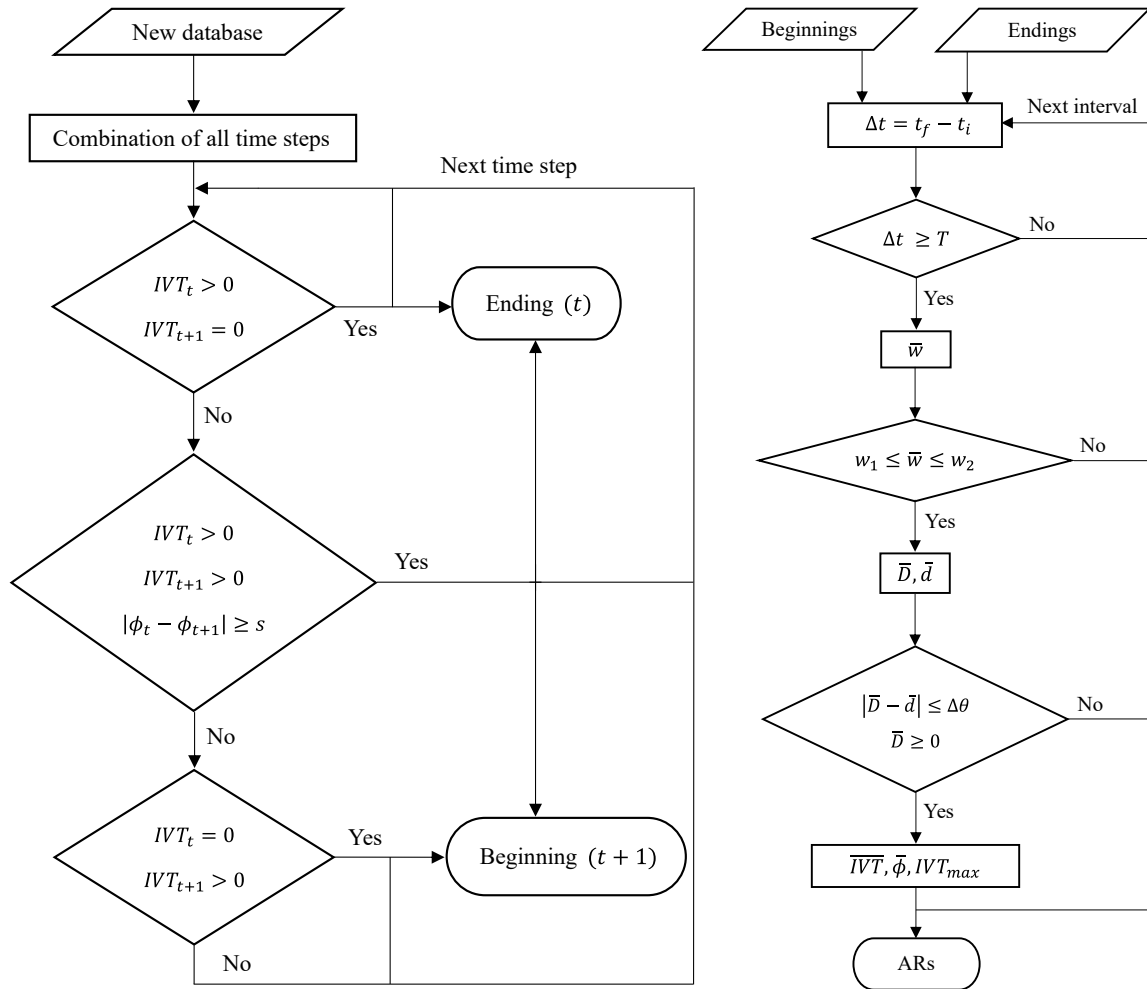 New database
Combination of all time steps
Next time step
IVT_t > 0
IVT_{t+1} = 0
Yes
Ending (t)
No
IVT_t > 0
IVT_{t+1} > 0
|ϕ_t − ϕ_{t+1}| ≥ s
Yes
No
IVT_t = 0
IVT_{t+1} > 0
Yes
Beginning (t + 1)
No
Beginnings
Endings
Next interval
Δt = t_f − t_i
Δt ≥ T
No
Yes
w̅
w_1 ≤ w̅ ≤ w_2
No
Yes
D̅, d̅
|D̅ − d̅| ≤ Δθ
D̅ ≥ 0
No
Yes
I̅V̅T̅, ϕ̅, IVT_{max}
ARs